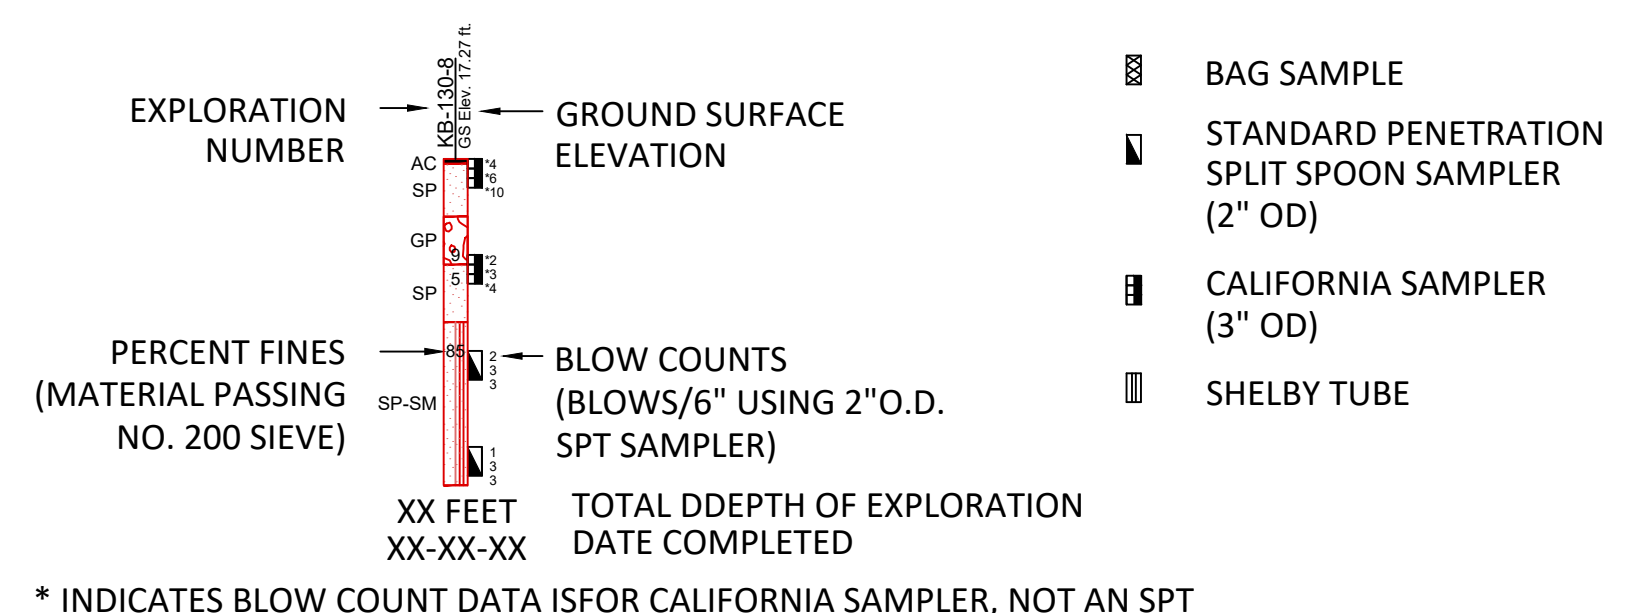 KB-130-8
GS Elev. 17.27 ft.
EXPLORATION
NUMBER
GROUND SURFACE
ELEVATION
AC
SP
*4
*6
*10
GP
9
*2
*3
*4
5
SP
PERCENT FINES
(MATERIAL PASSING
NO. 200 SIEVE)
85
2
3
3
BLOW COUNTS
(BLOWS/6" USING 2"O.D.
SPT SAMPLER)
SP-SM
1
3
3
XX FEET
XX-XX-XX
TOTAL DDEPTH OF EXPLORATION
DATE COMPLETED
BAG SAMPLE
STANDARD PENETRATION
SPLIT SPOON SAMPLER
(2" OD)
CALIFORNIA SAMPLER
(3" OD)
SHELBY TUBE
* INDICATES BLOW COUNT DATA ISFOR CALIFORNIA SAMPLER, NOT AN SPT